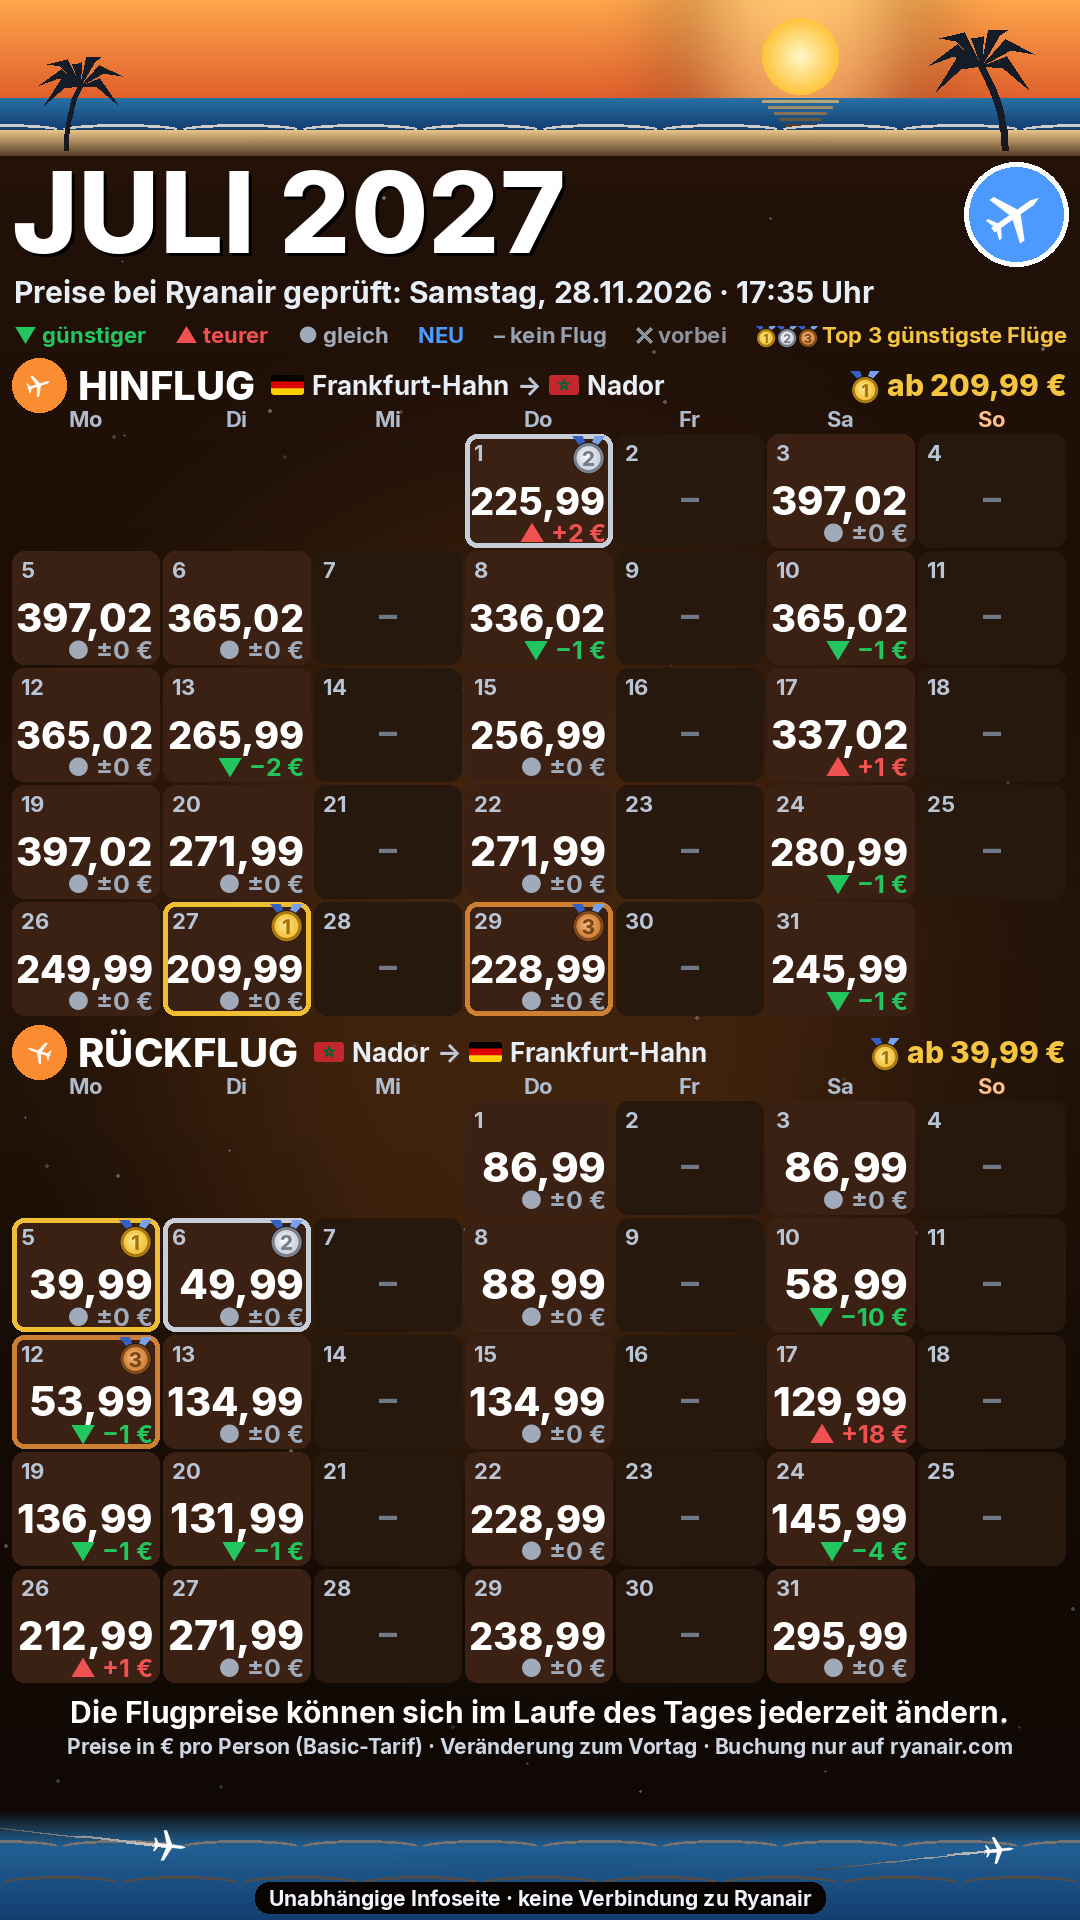 JULI 2027
Preise bei Ryanair geprüft: Samstag, 28.11.2026 · 17:35 Uhr
▼ günstiger ▲ teurer ● gleich NEU – kein Flug ✕ vorbei 1 2 3 Top 3 günstigste Flüge
HINFLUG Frankfurt-Hahn → Nador 1 ab 209,99 €
Mo Di Mi Do Fr Sa So
1 2 2 3 4
225,99 – 397,02 –
▲ +2 € ● ±0 €
5 6 7 8 9 10 11
397,02 365,02 – 336,02 – 365,02 –
● ±0 € ● ±0 € ▼ −1 € ▼ −1 €
12 13 14 15 16 17 18
365,02 265,99 – 256,99 – 337,02 –
● ±0 € ▼ −2 € ● ±0 € ▲ +1 €
19 20 21 22 23 24 25
397,02 271,99 – 271,99 – 280,99 –
● ±0 € ● ±0 € ● ±0 € ▼ −1 €
26 27 1 28 29 3 30 31
249,99 209,99 – 228,99 – 245,99
● ±0 € ● ±0 € ● ±0 € ▼ −1 €
RÜCKFLUG Nador → Frankfurt-Hahn 1 ab 39,99 €
Mo Di Mi Do Fr Sa So
1 2 3 4
86,99 – 86,99 –
● ±0 € ● ±0 €
5 1 6 2 7 8 9 10 11
39,99 49,99 – 88,99 – 58,99 –
● ±0 € ● ±0 € ● ±0 € ▼ −10 €
12 3 13 14 15 16 17 18
53,99 134,99 – 134,99 – 129,99 –
▼ −1 € ● ±0 € ● ±0 € ▲ +18 €
19 20 21 22 23 24 25
136,99 131,99 – 228,99 – 145,99 –
▼ −1 € ▼ −1 € ● ±0 € ▼ −4 €
26 27 28 29 30 31
212,99 271,99 – 238,99 – 295,99
▲ +1 € ● ±0 € ● ±0 € ● ±0 €
Die Flugpreise können sich im Laufe des Tages jederzeit ändern.
Preise in € pro Person (Basic-Tarif) · Veränderung zum Vortag · Buchung nur auf ryanair.com
Unabhängige Infoseite · keine Verbindung zu Ryanair